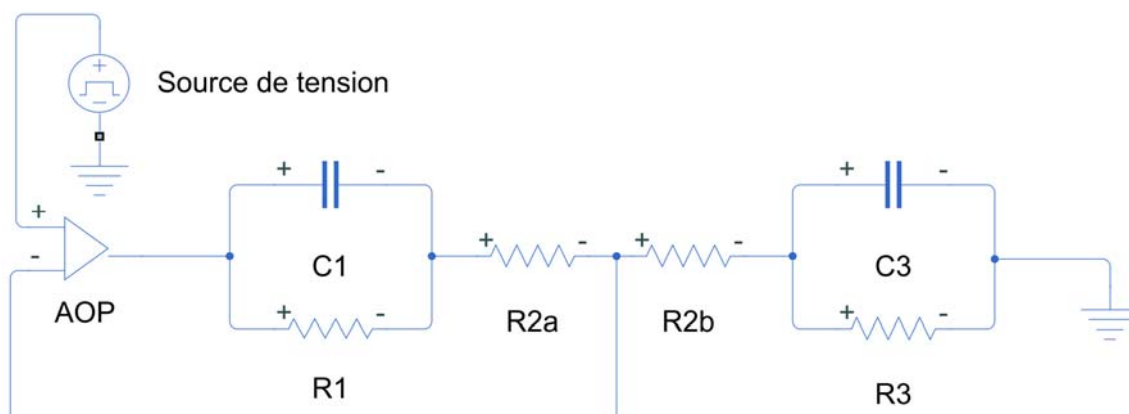 Source de tension
+
-
AOP
+
-
C1
+
-
R1
+
-
R2a
+
-
R2b
+
-
C3
+
-
R3